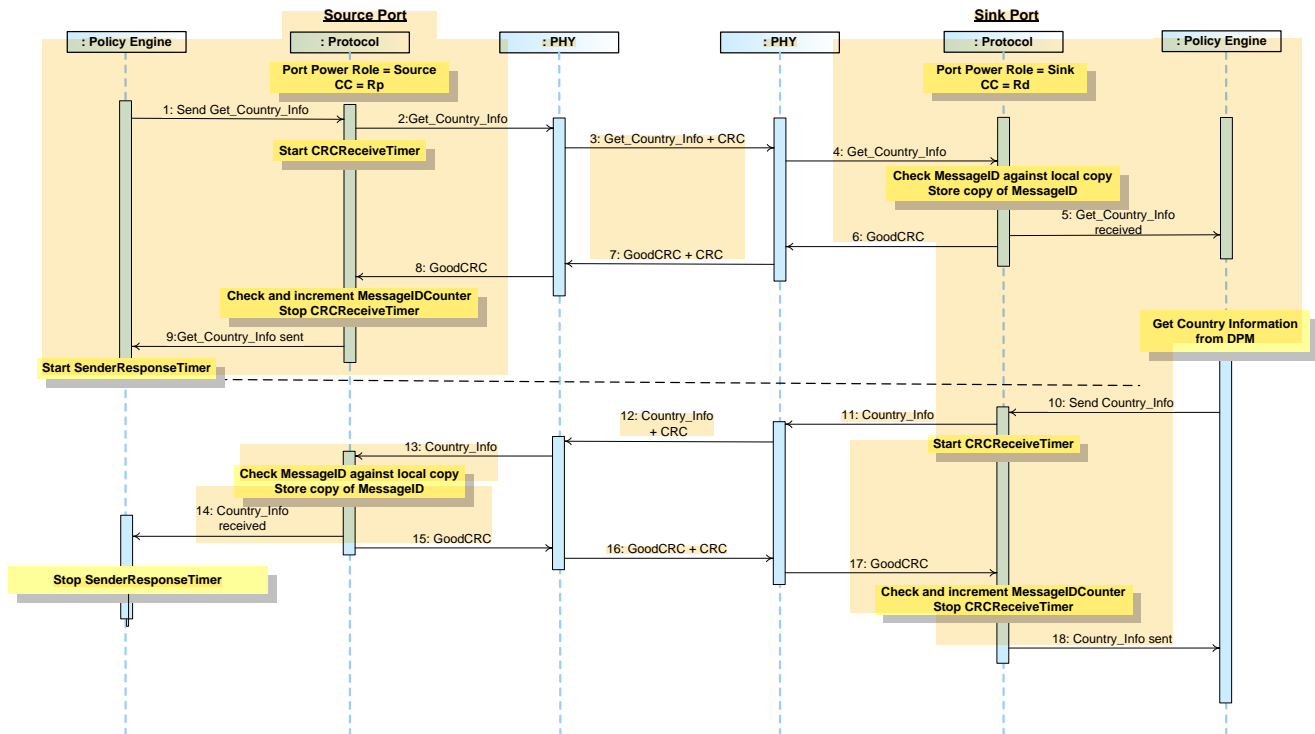 Source Port
Sink Port
: Policy Engine
: Protocol
: PHY
: PHY
: Protocol
: Policy Engine
Port Power Role = Source
CC = Rp
Port Power Role = Sink
CC = Rd
1: Send Get_Country_Info
2:Get_Country_Info
3: Get_Country_Info + CRC
Start CRCReceiveTimer
4: Get_Country_Info
Check MessageID against local copy
Store copy of MessageID
5: Get_Country_Info
received
6: GoodCRC
7: GoodCRC + CRC
8: GoodCRC
Check and increment MessageIDCounter
Stop CRCReceiveTimer
9:Get_Country_Info sent
Get Country Information
from DPM
Start SenderResponseTimer
10: Send Country_Info
11: Country_Info
12: Country_Info
+ CRC
Start CRCReceiveTimer
13: Country_Info
Check MessageID against local copy
Store copy of MessageID
14: Country_Info
received
15: GoodCRC
16: GoodCRC + CRC
17: GoodCRC
Stop SenderResponseTimer
Check and increment MessageIDCounter
Stop CRCReceiveTimer
18: Country_Info sent